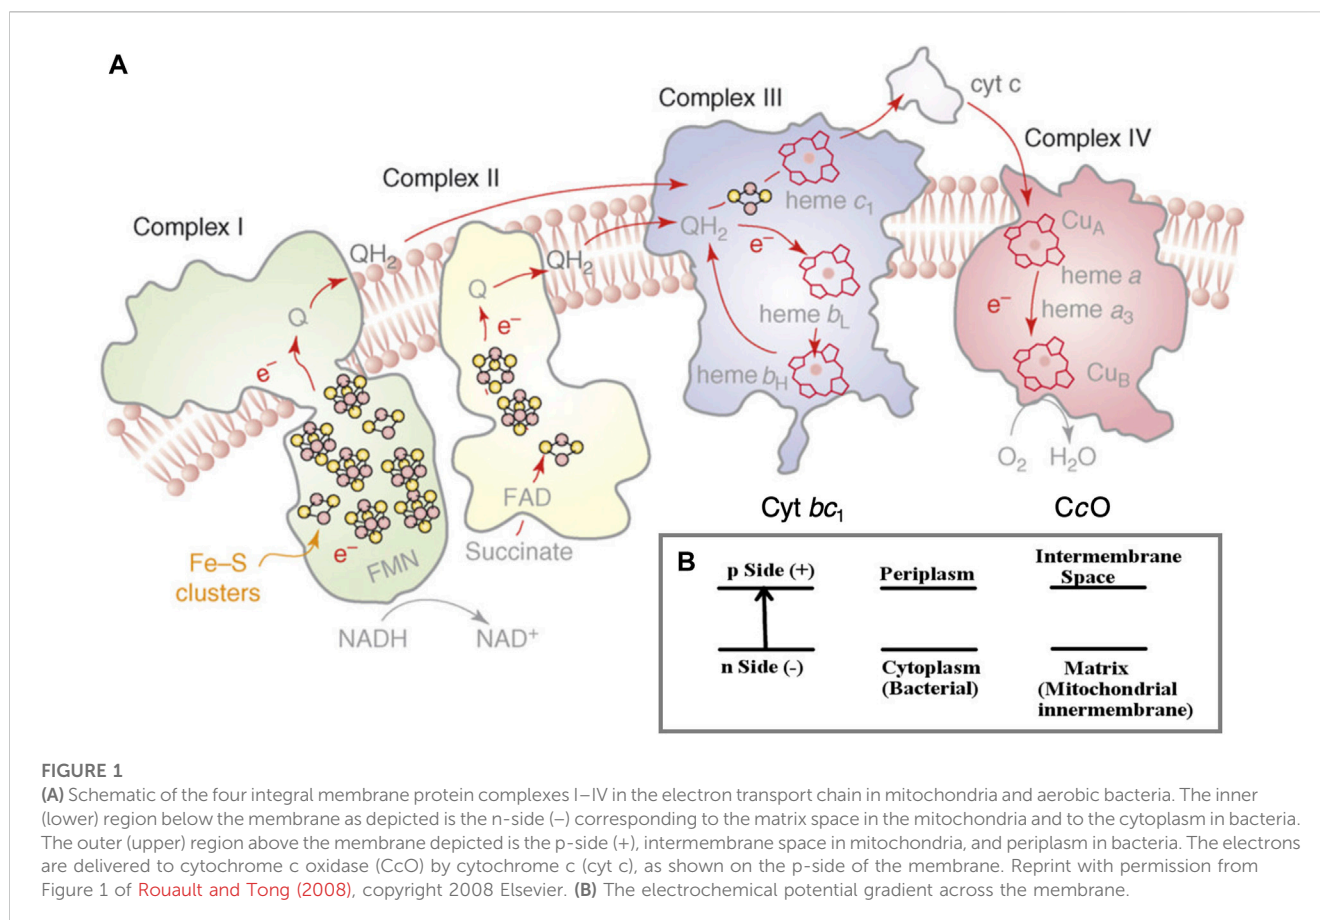 A
Complex I
Complex II
Complex III
cyt c
Complex IV
QH2
Q
e–
QH2
Q
e–
QH2
e–
heme c1
heme bL
heme bH
CuA
heme a
e–
heme a3
CuB
O2
H2O
Fe–S
clusters
e–
FMN
NADH
NAD+
FAD
Succinate
Cyt bc1
CcO
B
p Side (+)
n Side (-)
Periplasm
Cytoplasm
(Bacterial)
Intermembrane
Space
Matrix
(Mitochondrial
innermembrane)
FIGURE 1
(A) Schematic of the four integral membrane protein complexes I–IV in the electron transport chain in mitochondria and aerobic bacteria. The inner
(lower) region below the membrane as depicted is the n-side (–) corresponding to the matrix space in the mitochondria and to the cytoplasm in bacteria.
The outer (upper) region above the membrane depicted is the p-side (+), intermembrane space in mitochondria, and periplasm in bacteria. The electrons
are delivered to cytochrome c oxidase (CcO) by cytochrome c (cyt c), as shown on the p-side of the membrane. Reprint with permission from
Figure 1 of Rouault and Tong (2008), copyright 2008 Elsevier. (B) The electrochemical potential gradient across the membrane.